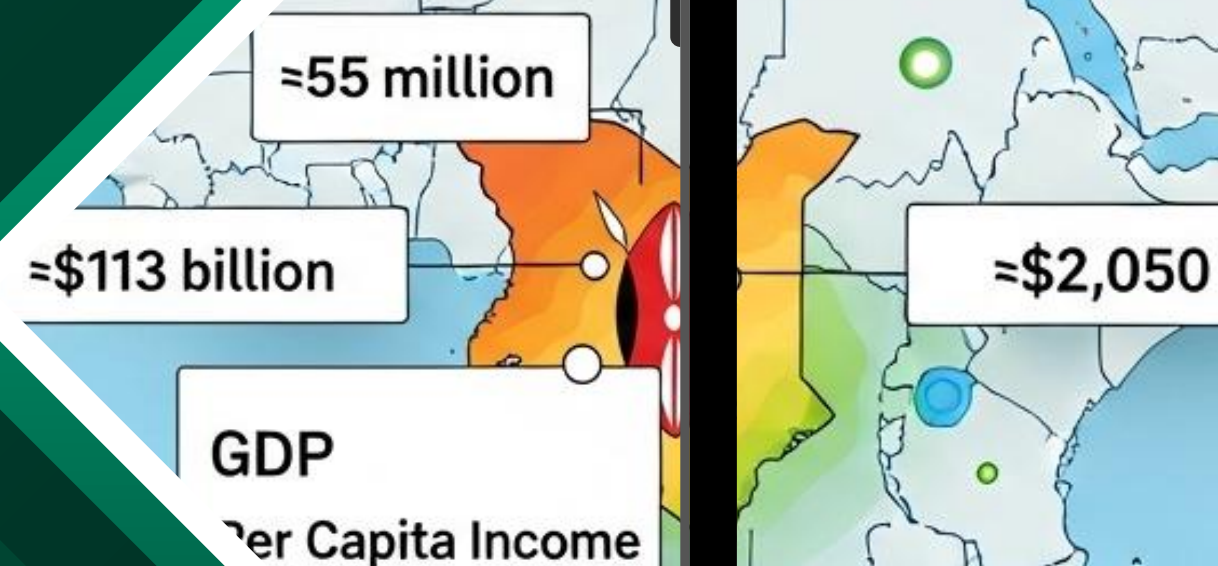 ≈55 million
≈$113 billion
≈$2,050
GDP
Per Capita Income